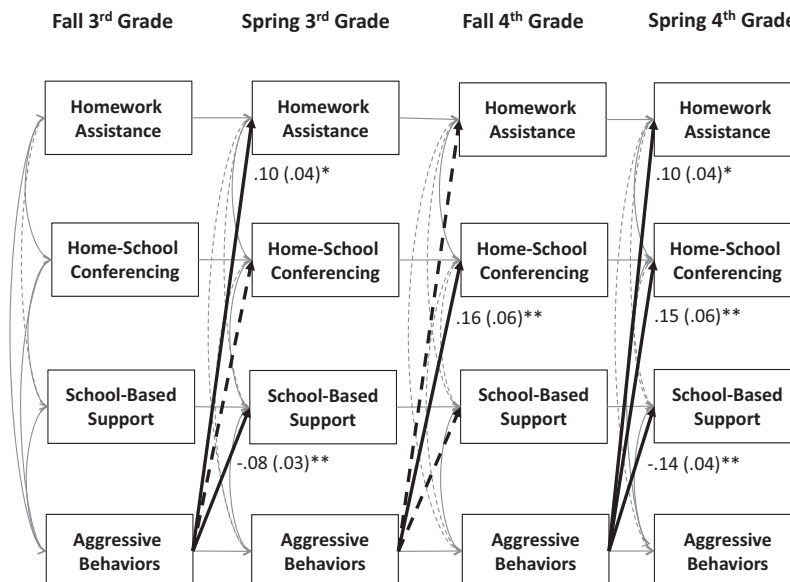 Fall 3rd Grade Spring 3rd Grade Fall 4th Grade Spring 4th Grade
Homework Homework Homework Homework
Assistance Assistance Assistance Assistance
.10 (.04)* .10 (.04)*
Home-School Home-School Home-School Home-School
Conferencing Conferencing Conferencing Conferencing
.16 (.06)** .15 (.06)**
School-Based School-Based School-Based School-Based
Support Support Support Support
-.08 (.03)** -.14 (.04)**
Aggressive Aggressive Aggressive Aggressive
Behaviors Behaviors Behaviors Behaviors